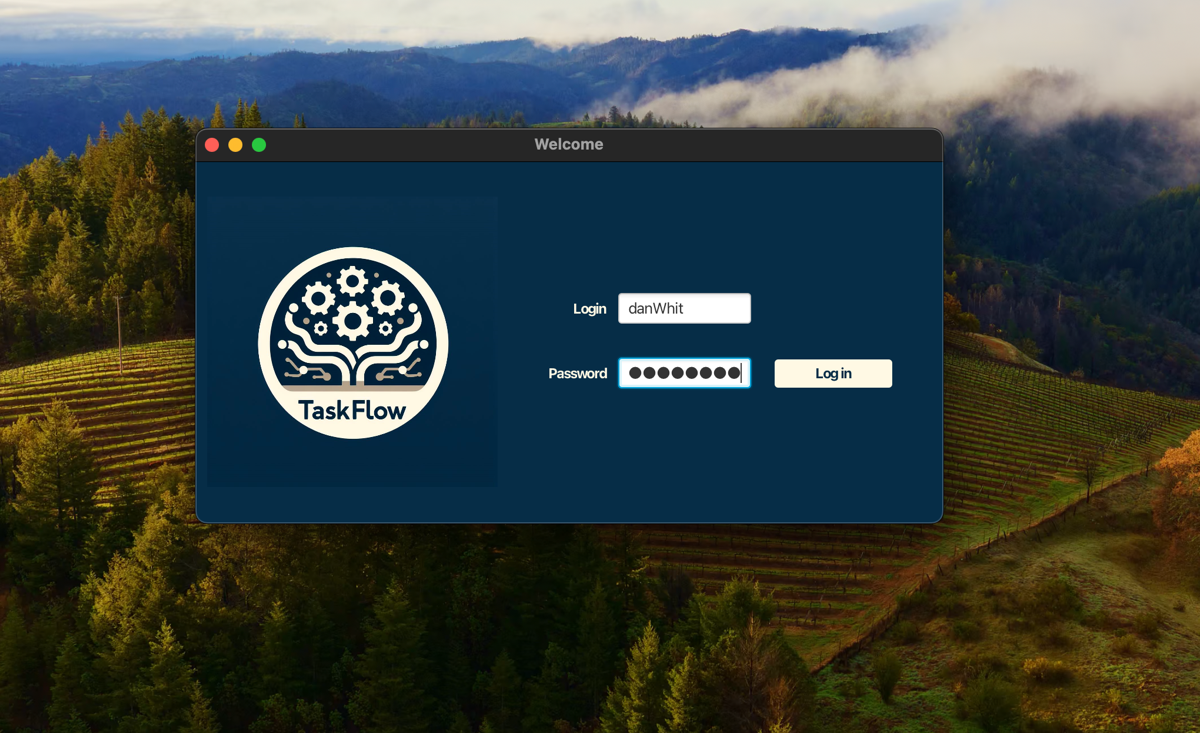 Welcome
TaskFlow
Login
danWhit
Password
●●●●●●●●
Log in